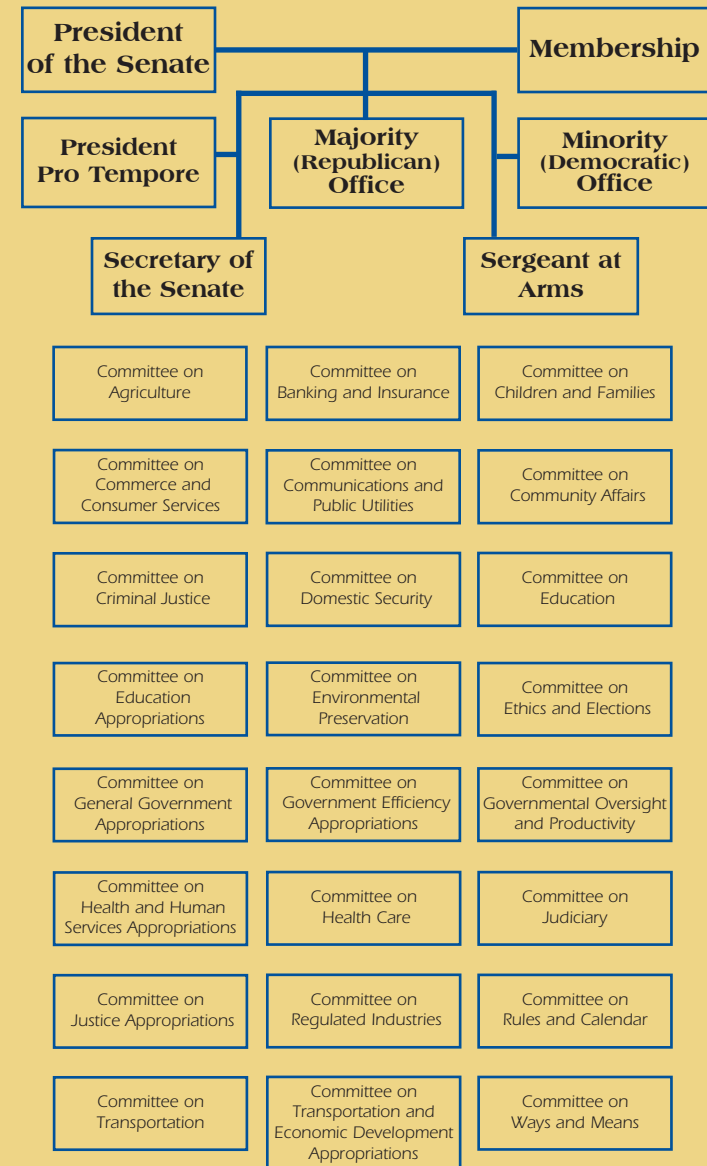 President
of the Senate
Membership
President
Pro Tempore
Majority
(Republican)
Office
Minority
(Democratic)
Office
Secretary of
the Senate
Sergeant at
Arms
Committee on
Agriculture
Committee on
Banking and Insurance
Committee on
Children and Families
Committee on
Commerce and
Consumer Services
Committee on
Communications and
Public Utilities
Committee on
Community Affairs
Committee on
Criminal Justice
Committee on
Domestic Security
Committee on
Education
Committee on
Education
Appropriations
Committee on
Environmental
Preservation
Committee on
Ethics and Elections
Committee on
General Government
Appropriations
Committee on
Government Efficiency
Appropriations
Committee on
Governmental Oversight
and Productivity
Committee on
Health and Human
Services Appropriations
Committee on
Health Care
Committee on
Judiciary
Committee on
Justice Appropriations
Committee on
Regulated Industries
Committee on
Rules and Calendar
Committee on
Transportation
Committee on
Transportation and
Economic Development
Appropriations
Committee on
Ways and Means